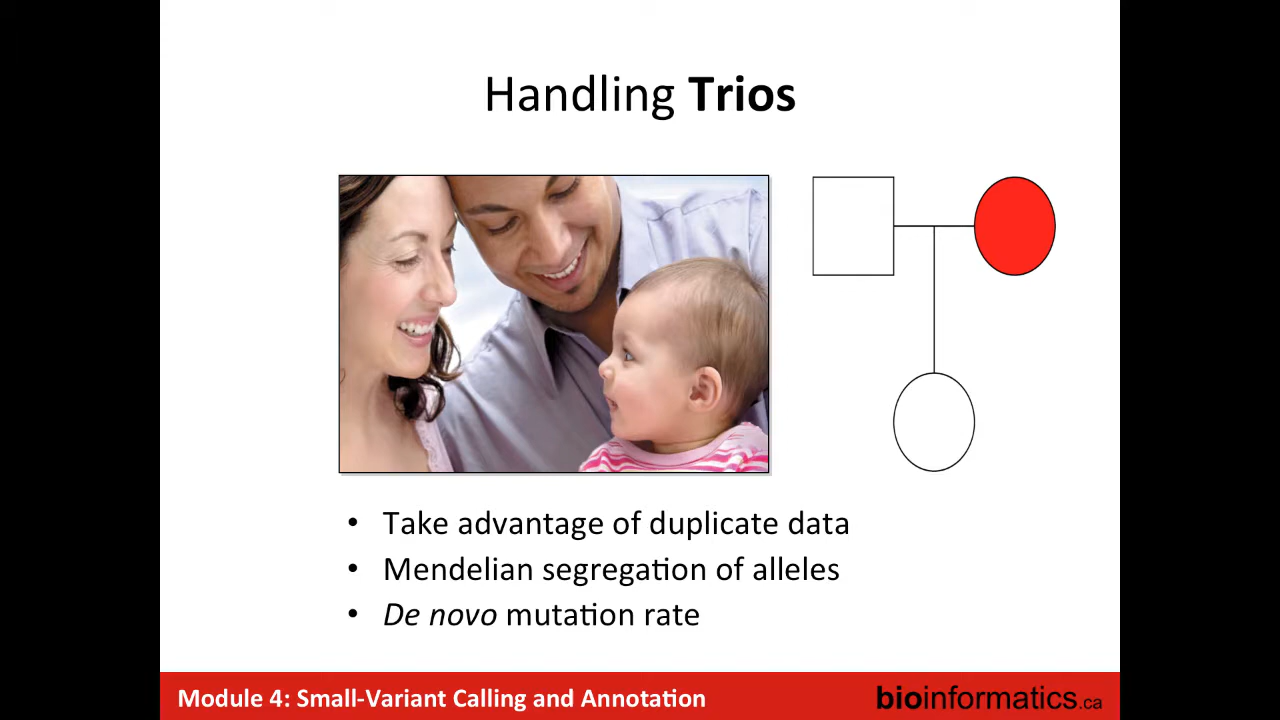 Handling Trios
• Take advantage of duplicate data
• Mendelian segregation of alleles
• De novo mutation rate
Module 4: Small-Variant Calling and Annotation
bioinformatics.ca